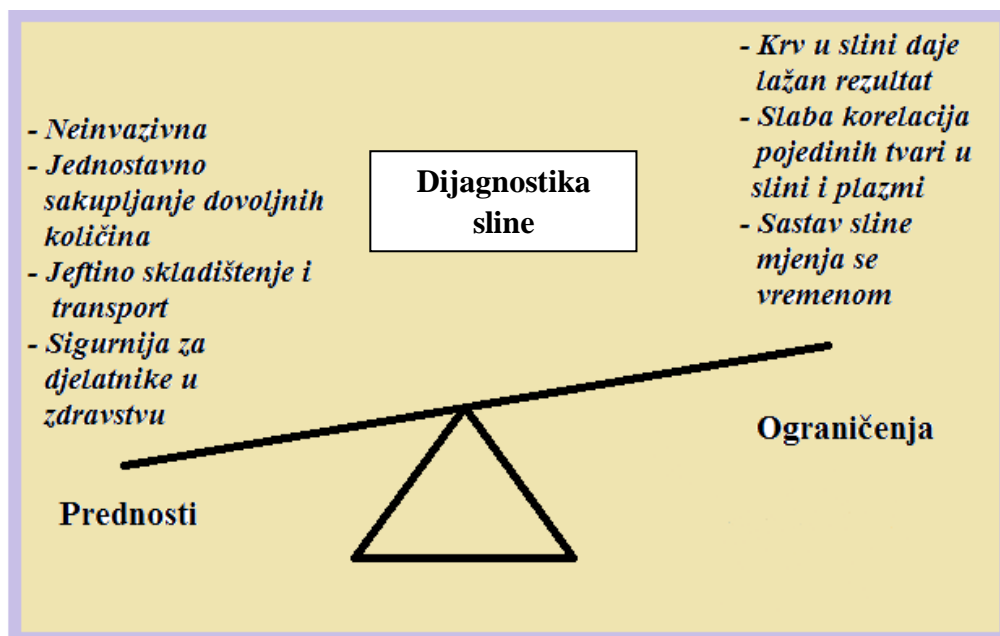 - Neinvazivna
- Jednostavno
sakupljanje dovoljnih
količina
- Jeftino skladištenje i
transport
- Sigurnija za
djelatnike u
zdravstvu
Prednosti
Dijagnostika
sline
- Krv u slini daje
lažan rezultat
- Slaba korelacija
pojedinih tvari u
slini i plazmi
- Sastav sline
mjenja se
vremenom
Ograničenja